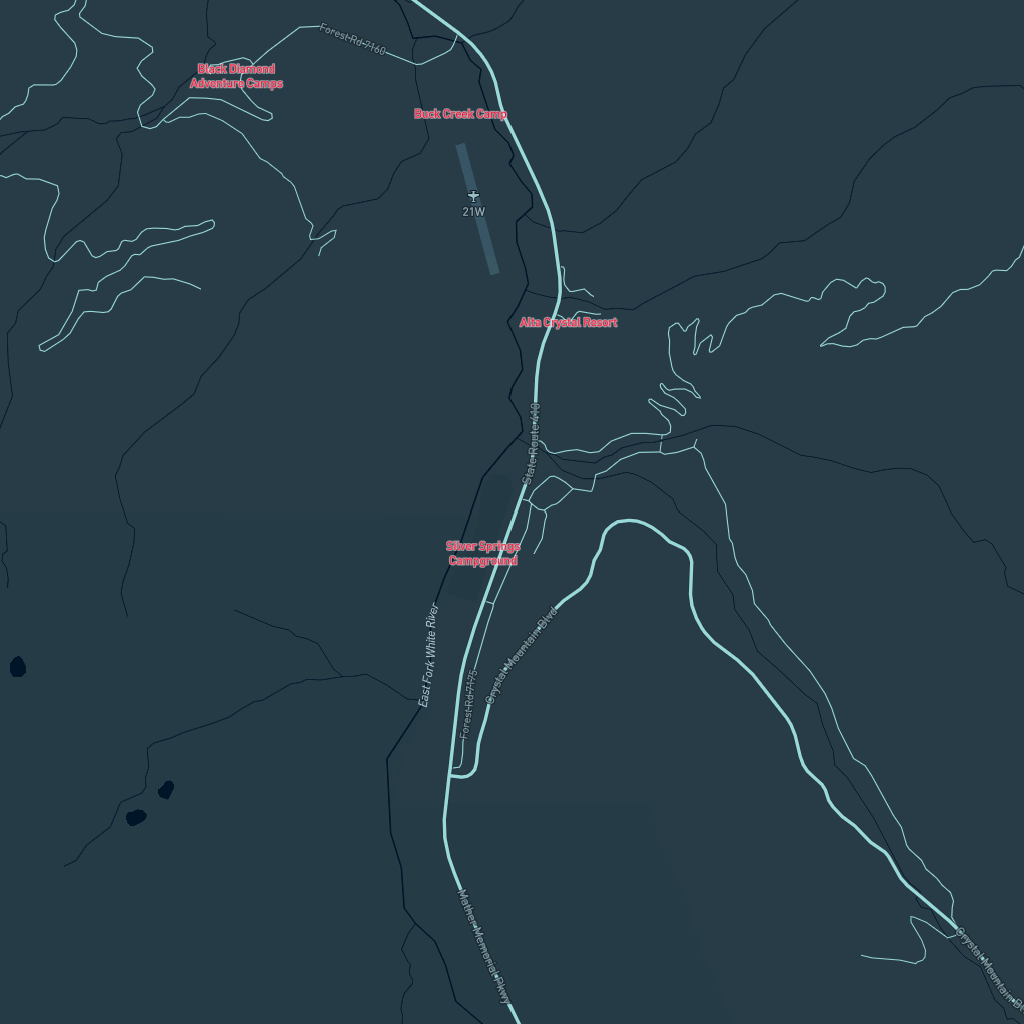 Forest Rd 7160
Black Diamond
Adventure Camps
Buck Creek Camp
21W
Alta Crystal Resort
State Route 410
Silver Springs
Campground
East Fork White River
Forest Rd 7175
Crystal Mountain Blvd
Mather Memorial Pkwy
Crystal Mountain Bl